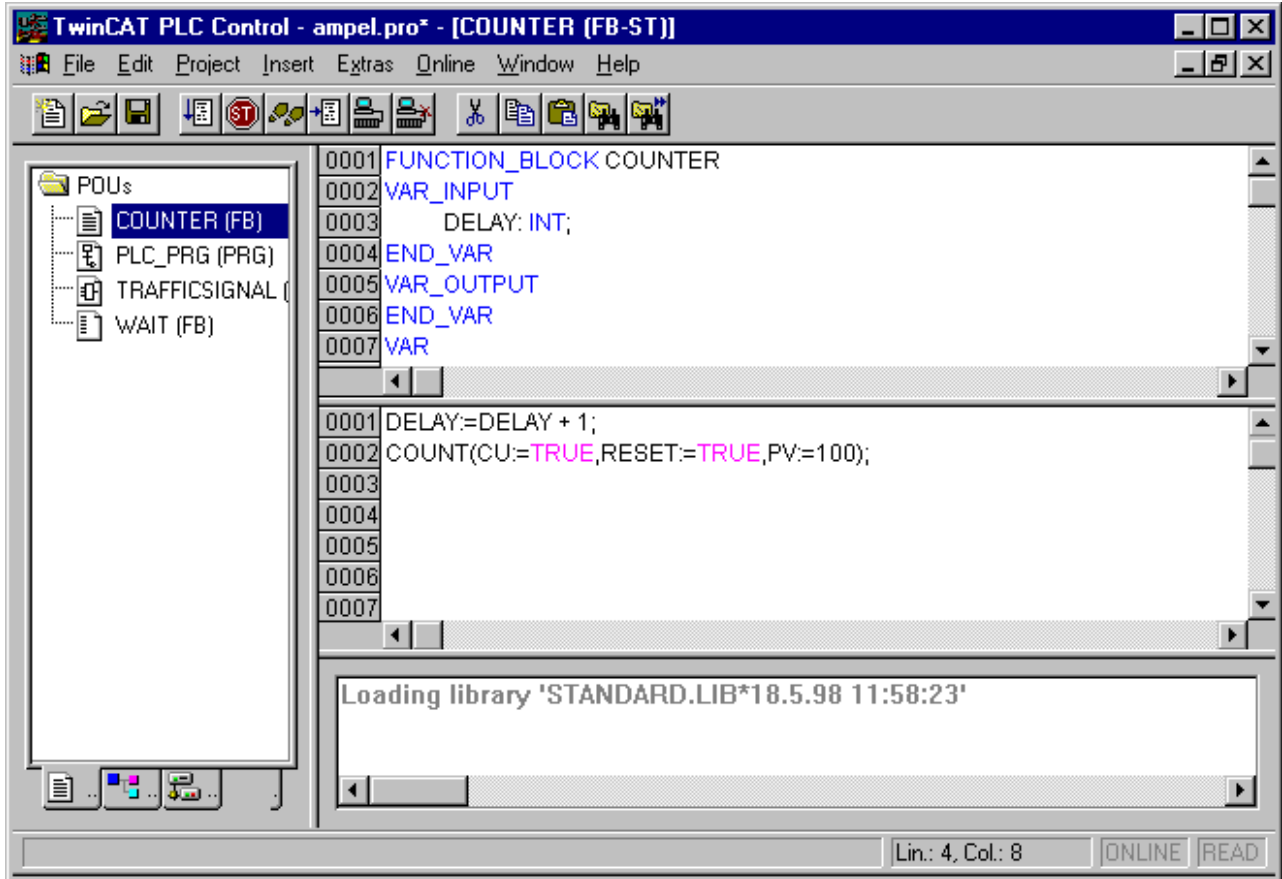 TwinCAT PLC Control - ampel.pro* - [COUNTER (FB-ST)]
File Edit Project Insert Extras Online Window Help
POUs
COUNTER (FB)
PLC_PRG (PRG)
TRAFFICSIGNAL (
WAIT (FB)
0001 FUNCTION_BLOCK COUNTER
0002 VAR_INPUT
0003 DELAY: INT;
0004 END_VAR
0005 VAR_OUTPUT
0006 END_VAR
0007 VAR
0001 DELAY:=DELAY + 1;
0002 COUNT(CU:=TRUE,RESET:=TRUE,PV:=100);
0003
0004
0005
0006
0007
Loading library 'STANDARD.LIB*18.5.98 11:58:23'
.. .. .. .
Lin.: 4, Col.: 8 ONLINE READ